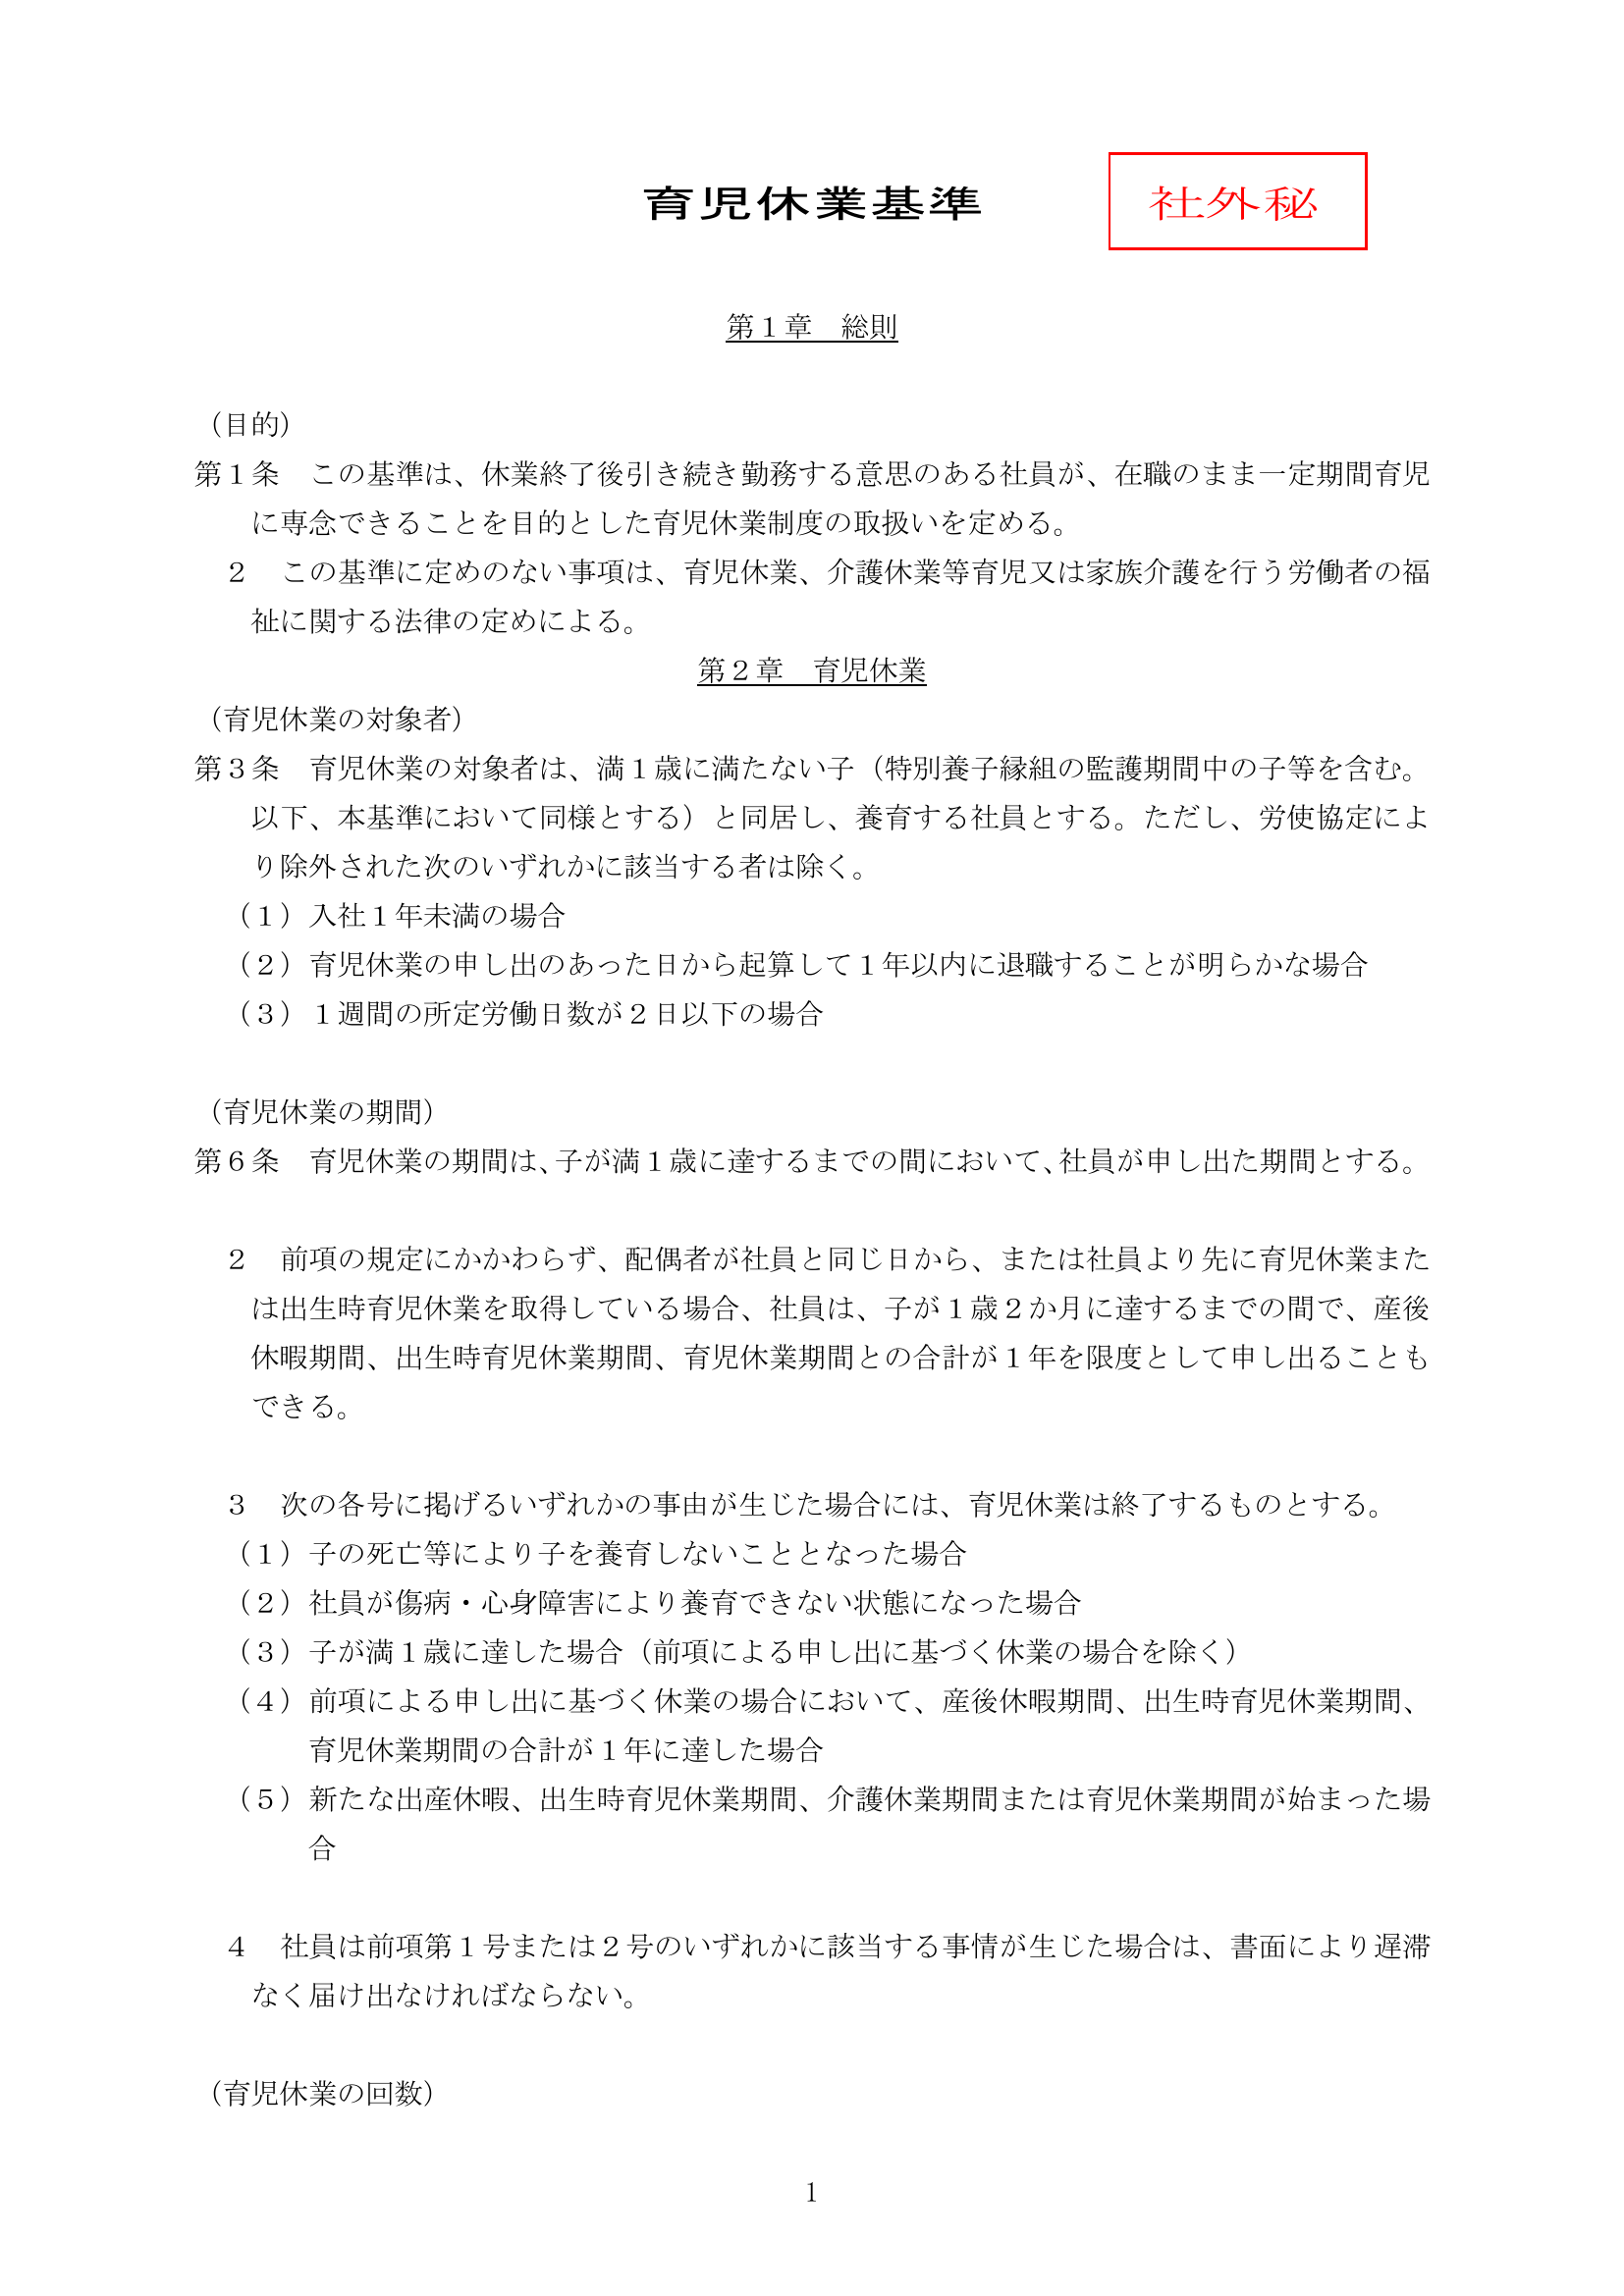 育児休業基準
社外秘
第１章　総則
（目的）
第１条　この基準は、休業終了後引き続き勤務する意思のある社員が、在職のまま一定期間育児
に専念できることを目的とした育児休業制度の取扱いを定める。
２　この基準に定めのない事項は、育児休業、介護休業等育児又は家族介護を行う労働者の福
祉に関する法律の定めによる。
第２章　育児休業
（育児休業の対象者）
第３条　育児休業の対象者は、満１歳に満たない子（特別養子縁組の監護期間中の子等を含む。
以下、本基準において同様とする）と同居し、養育する社員とする。ただし、労使協定によ
り除外された次のいずれかに該当する者は除く。
（１）入社１年未満の場合
（２）育児休業の申し出のあった日から起算して１年以内に退職することが明らかな場合
（３）１週間の所定労働日数が２日以下の場合
（育児休業の期間）
第６条　育児休業の期間は、子が満１歳に達するまでの間において、社員が申し出た期間とする。
２　前項の規定にかかわらず、配偶者が社員と同じ日から、または社員より先に育児休業また
は出生時育児休業を取得している場合、社員は、子が１歳２か月に達するまでの間で、産後
休暇期間、出生時育児休業期間、育児休業期間との合計が１年を限度として申し出ることも
できる。
３　次の各号に掲げるいずれかの事由が生じた場合には、育児休業は終了するものとする。
（１）子の死亡等により子を養育しないこととなった場合
（２）社員が傷病・心身障害により養育できない状態になった場合
（３）子が満１歳に達した場合（前項による申し出に基づく休業の場合を除く）
（４）前項による申し出に基づく休業の場合において、産後休暇期間、出生時育児休業期間、
育児休業期間の合計が１年に達した場合
（５）新たな出産休暇、出生時育児休業期間、介護休業期間または育児休業期間が始まった場
合
４　社員は前項第１号または２号のいずれかに該当する事情が生じた場合は、書面により遅滞
なく届け出なければならない。
（育児休業の回数）
1